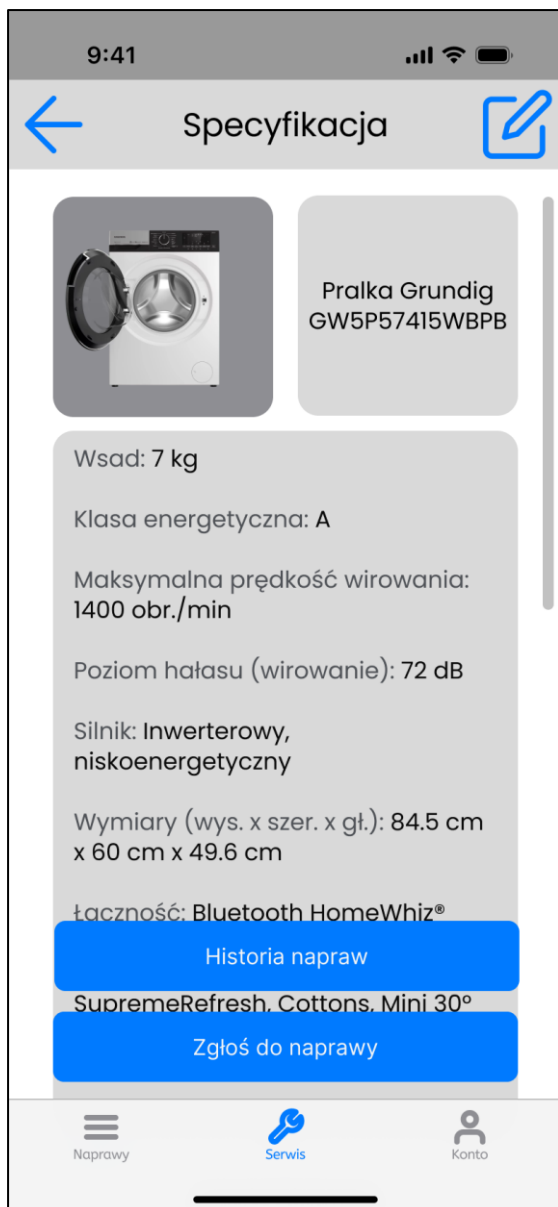 9:41
Specyfikacja
Pralka Grundig
GW5P57415WBPB
Wsad: 7 kg
Klasa energetyczna: A
Maksymalna prędkość wirowania:
1400 obr./min
Poziom hałasu (wirowanie): 72 dB
Silnik: Inwerterowy,
niskoenergetyczny
Wymiary (wys. x szer. x gł.): 84.5 cm
x 60 cm x 49.6 cm
Łączność: Bluetooth HomeWhiz®
Historia napraw
SupremeRefresh, Cottons, Mini 30°
Zgłoś do naprawy
Naprawy
Serwis
Konto